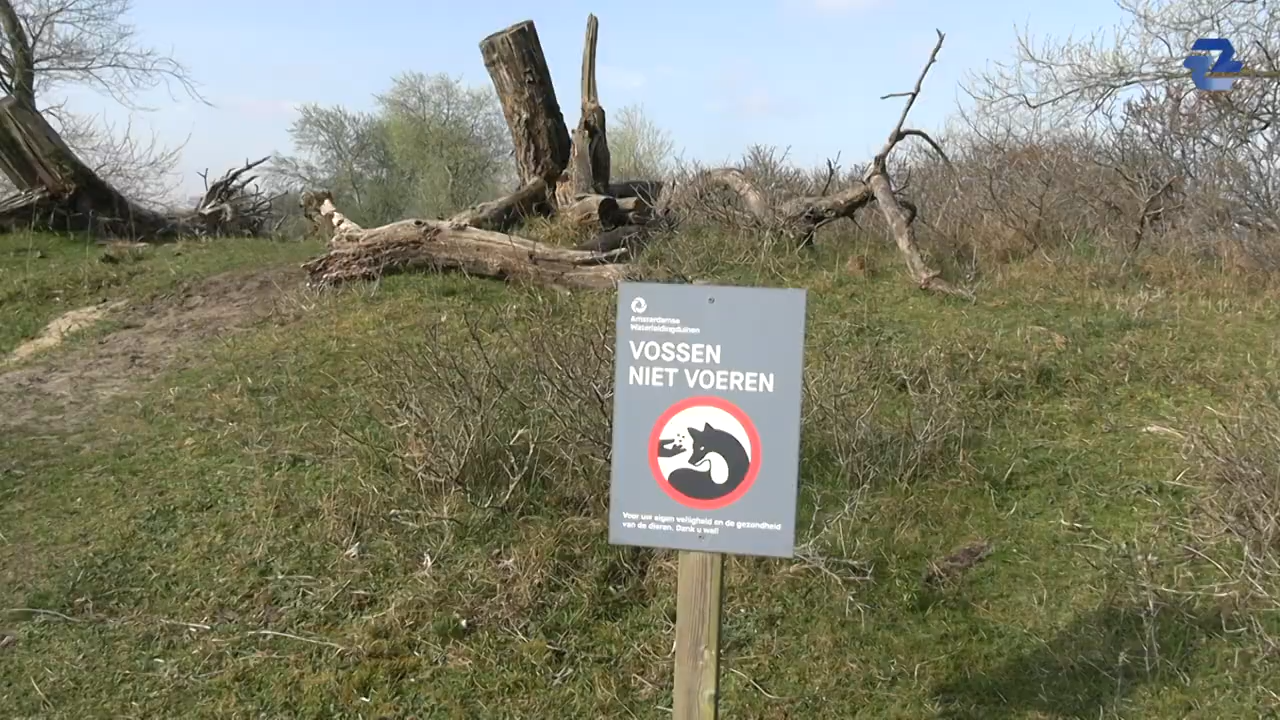 Amsterdamse
Waterleidingduinen
VOSSEN
NIET VOEREN
Voor uw eigen veiligheid en de gezondheid
van de dieren. Dank u wel!